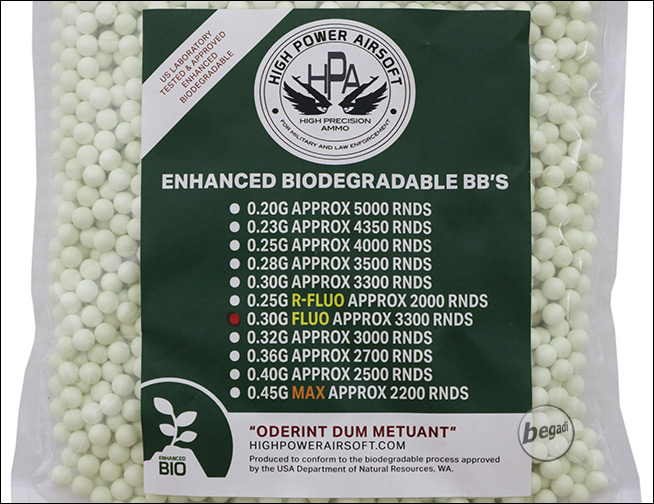 US LABORATORY
TESTED & APPROVED
ENHANCED
BIODEGRADABLE
HIGH POWER AIRSOFT
HPA
HIGH PRECISION
AMMO
FOR MILITARY AND LAW ENFORCEMENT
ENHANCED BIODEGRADABLE BB'S
0.20G APPROX 5000 RNDS
0.23G APPROX 4350 RNDS
0.25G APPROX 4000 RNDS
0.28G APPROX 3500 RNDS
0.30G APPROX 3300 RNDS
0.25G R-FLUO APPROX 2000 RNDS
0.30G FLUO APPROX 3300 RNDS
0.32G APPROX 3000 RNDS
0.36G APPROX 2700 RNDS
0.40G APPROX 2500 RNDS
0.45G MAX APPROX 2200 RNDS
ENHANCED
BIO
"ODERINT DUM METUANT"
HIGHPOWERAIRSOFT.COM
Produced to conform to the biodegradable process approved
by the USA Department of Natural Resources, WA.
begadi